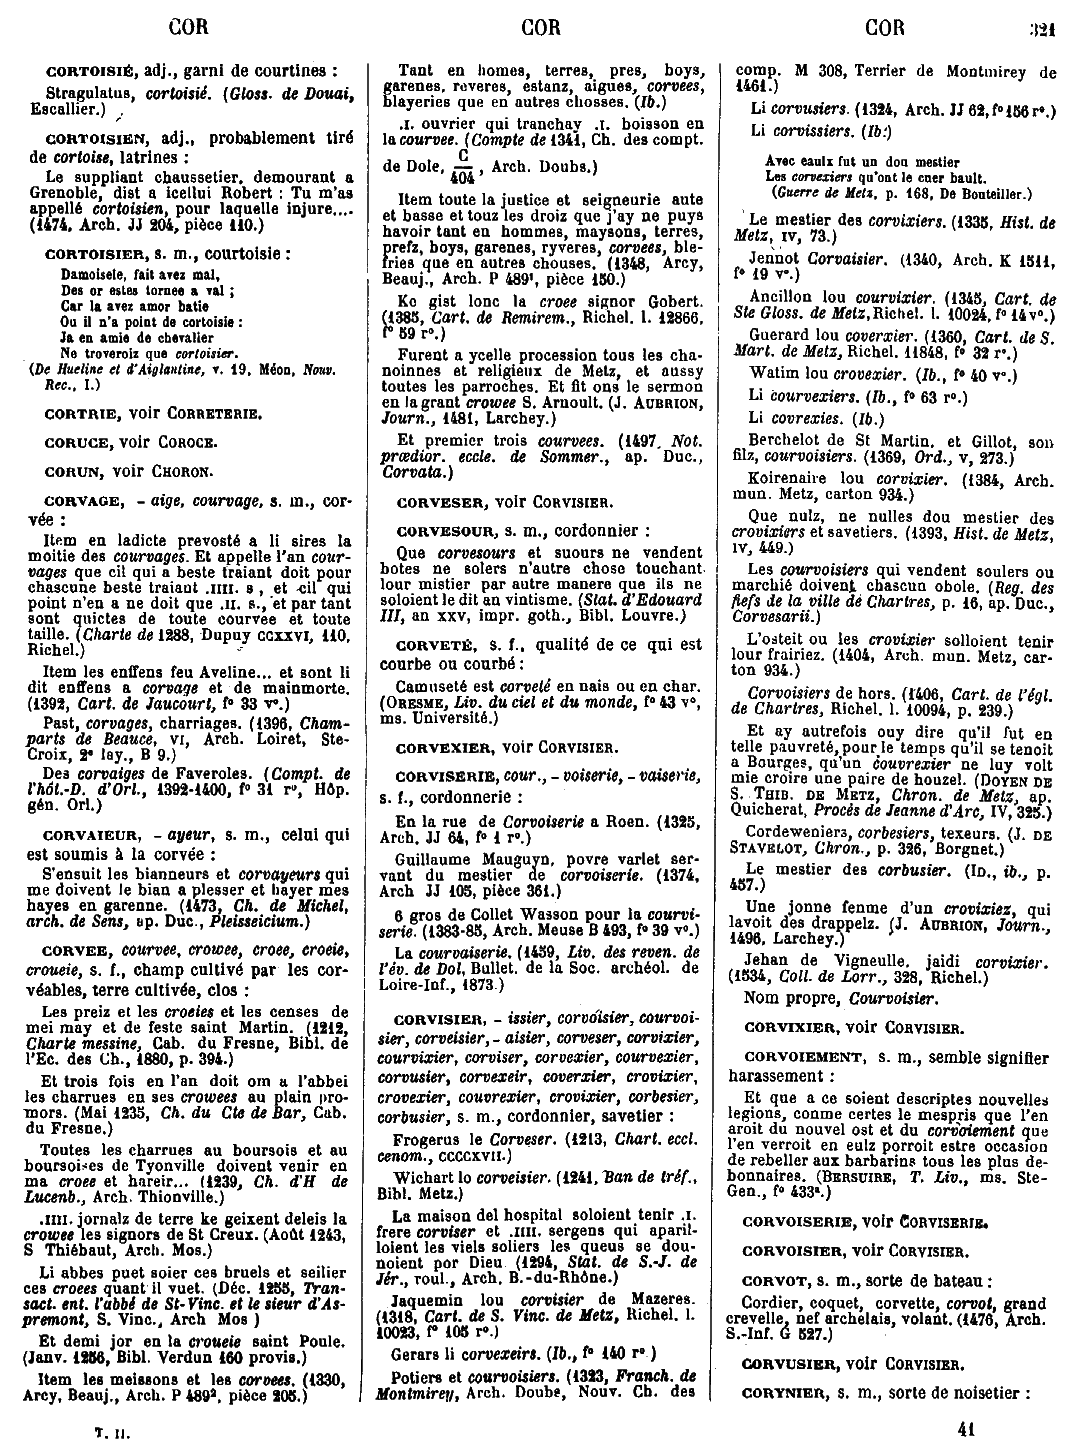 COR
COR
COR
321
CORTOISIÉ, adj., garni de courtines :
Stragulatus, cortoisié. (Gloss. de Douai,
Escallier.)
CORTOISIEN, adj., probablement tiré
de cortoise, latrines :
Le suppliant chaussetier, demourant a
Grenoble, dist a icellui Robert : Tu m'as
appellé cortoisien, pour laquelle injure....
(1474, Arch. JJ 204, pièce 110.)
CORTOISIER, s. m., courtoisie :
Damoisele, fait avez mal,
Des or estes tornee a val ;
Car la avez amor batie
Ou il n'a point de cortoisie :
Ja en amie de chevalier
Ne troveroiz que cortoisier.
(De Hueline et d'Aiglantine, v. 19, Méon, Nouv.
Rec., I.)
CORTRIE, voir CORRETERIE.
CORUCE, voir COROCE.
CORUN, voir CHORON.
CORVAGE, - aige, courvage, s. m., cor-
vée :
Item en ladicte prevosté a li sires la
moitie des courvages. Et appelle l'an cour-
vages que cil qui a beste traiant doit pour
chascune beste traiant .IIII. s , et cil qui
point n'en a ne doit que .II. s., et par tant
sont quictes de toute courvee et toute
taille. (Charte de 1288, Dupuy CCXXVI, 110,
Richel.)
Item les enffens feu Aveline... et sont li
dit enffens a corvage et de mainmorte.
(1392, Cart. de Jaucourt, f° 33 v°.)
Past, corvages, charriages. (1396, Cham-
parts de Beauce, VI, Arch. Loiret, Ste-
Croix, 2e lay., B 9.)
Des corvaiges de Faveroles. (Compt. de
l'hôt.-D. d'Orl., 1392-1400, f° 31 r°, Hôp.
gén. Orl.)
CORVAIEUR, - ayeur, s. m., celui qui
est soumis à la corvée :
S'ensuit les bianneurs et corvayeurs qui
me doivent le bian a plesser et hayer mes
hayes en garenne. (1473, Ch. de Michel,
arch. de Sens, ap. Duc., Pleisseicium.)
CORVEE, courvee, crowee, croee, croeie,
croueie, s. f., champ cultivé par les cor-
véables, terre cultivée, clos :
Les preiz et les croeies et les censes de
mei may et de feste saint Martin. (1212,
Charte messine, Cab. du Fresne, Bibl. de
l'Ec. des Ch., 1880, p. 394.)
Et trois fois en l'an doit om a l'abbei
les charrues en ses crowees au plain pro-
mors. (Mai 1235, Ch. du Cte de Bar, Cab.
du Fresne.)
Toutes les charrues au boursois et au
boursoises de Tyonville doivent venir en
ma croee et hareir... (1239, Ch. d'H de
Lucenb., Arch. Thionville.)
.IIII. jornalz de terre ke geixent deleis la
crowee les signors de St Creux. (Août 1243,
S Thiébaut, Arch. Mos.)
Li abbes puet soier ces bruels et seilier
ces croees quant il vuet. (Déc. 1255, Tran-
sact. ent. l'abbé de St-Vinc. et le sieur d'As-
premont, S. Vinc., Arch Mos )
Et demi jor en la croueie saint Poule.
(Janv. 1256, Bibl. Verdun 160 provis.)
Item les meissons et les corvees. (1330,
Arcy, Beauj., Arch. P 489², pièce 205.)
Tant en homes, terres, pres, boys,
garenes, reveres, estanz, aigues, corvees,
blayeries que en autres chosses. (Ib.)
.I. ouvrier qui tranchay .I. boisson en
la courvee. (Compte de 1341, Ch. des compt.
de Dole, C/404 , Arch. Doubs.)
Item toute la justice et seigneurie aute
et basse et touz les droiz que j'ay ne puys
havoir tant en hommes, maysons, terres,
prefz, boys, garenes, ryveres, corvees, ble-
fries que en autres chouses. (1348, Arcy,
Beauj., Arch. P 489¹, pièce 150.)
Ke gist lonc la croee signor Gobert.
(1385, Cart. de Remirem., Richel. l. 12866,
f° 59 r°.)
Furent a ycelle procession tous les cha-
noinnes et religieux de Metz, et aussy
toutes les parroches. Et fit ons le sermon
en la grant crowee S. Arnoult. (J. AUBRION,
Journ., 1481, Larchey.)
Et premier trois courvees. (1497, Not.
prœdior. eccle. de Sommer., ap. Duc.,
Corvata.)
CORVESER, voir CORVISIER.
CORVESOUR, s. m., cordonnier :
Que corvesours et suours ne vendent
botes ne solers n'autre chose touchant
lour mistier par autre manere que ils ne
soloient le dit an vintisme. (Stat. d'Edouard
III, an XXV, impr. goth., Bibl. Louvre.)
CORVETÉ, s. f., qualité de ce qui est
courbe ou courbé :
Camuseté est corveté en nais ou en char.
(ORESME, Liv. du ciel et du monde, f° 43 v°,
ms. Université.)
CORVEXIER, voir CORVISIER.
CORVISERIE, cour., - voiserie, - vaiserie,
s. f., cordonnerie :
En la rue de Corvoiserie a Roen. (1325,
Arch. JJ 64, f° 1 r°.)
Guillaume Mauguyn, povre varlet ser-
vant du mestier de corvoiserie. (1374,
Arch JJ 105, pièce 361.)
6 gros de Collet Wasson pour la courvi-
serie. (1383-85, Arch. Meuse B 493, f° 39 v°.)
La courvaiserie. (1459, Liv. des reven. de
l'év. de Dol, Bullet. de la Soc. archéol. de
Loire-Inf., 1873.)
CORVISIER, - issier, corvoisier, courvoi-
sier, corveisier, - aisier, corveser, corvixier,
courvixier, corviser, corvexier, courvexier,
corvusier, corvexeir, coverxier, crovixier,
crovexier, couvrexier, crovixier, corbesier,
corbusier, s. m., cordonnier, savetier :
Frogerus le Corveser. (1213, Chart. eccl.
cenom., CCCCXVII.)
Wichart lo corveisier. (1241, Ban de tréf.,
Bibl. Metz.)
La maison del hospital soloient tenir .I.
frere corviser et .IIII. sergens qui aparil-
loient les viels soliers les queus se dou-
noient por Dieu (1294, Stat. de S.-J. de
Jér., roul., Arch. B.-du-Rhône.)
Jaquemin lou corvisier de Mazeres.
(1318, Cart. de S. Vinc. de Metz, Richel. l.
10023, f° 105 r°.)
Gerars li corvexeirs. (Ib., f° 140 r° )
Potiers et courvoisiers. (1323, Franch. de
Montmirey, Arch. Doubs, Nouv. Ch. des
comp. M 308, Terrier de Montmirey de
1461.)
Li corvusiers. (1324, Arch. JJ 62, f° 156 r°.)
Li corvissiers. (Ib.)
Avec eaulx fut un dou mestier
Les corvexiers qu'ont le cuer hault.
(Guerre de Metz, p. 168, De Bouteiller.)
Le mestier des corvixiers. (1335, Hist. de
Metz, IV, 73.)
Jennot Corvaisier. (1340, Arch. K 1511,
f° 19 v°.)
Ancillon lou courvixier. (1345, Cart. de
Ste Gloss. de Metz, Richel. l. 10024, f° 14 v°.)
Guerard lou coverxier. (1360, Cart. de S.
Mart. de Metz, Richel. 11848, f° 32 r°.)
Watim lou crovexier. (Ib., f° 40 v°.)
Li courvexiers. (Ib., f° 63 r°.)
Li covrexies. (Ib.)
Berchelot de St Martin, et Gillot, son
filz, courvoisiers. (1369, Ord., V, 273.)
Koirenaire lou corvixier. (1384, Arch.
mun. Metz, carton 934.)
Que nulz, ne nulles dou mestier des
crovixiers et savetiers. (1393, Hist. de Metz,
IV, 449.)
Les courvoisiers qui vendent soulers ou
marchié doivent chascun obole. (Reg. des
fiefs de la ville de Chartres, p. 16, ap. Duc.,
Corvesarii.)
L'osteit ou les crovixier solloient tenir
lour frairiez. (1404, Arch. mun. Metz, car-
ton 934.)
Corvoisiers de hors. (1406, Cart. de l'égl.
de Chartres, Richel. l. 10094, p. 239.)
Et ay autrefois ouy dire qu'il fut en
telle pauvreté, pour le temps qu'il se tenoit
a Bourges, qu'un couvrexier ne luy volt
mie croire une paire de houzel. (DOYEN DE
S. THIB. DE METZ, Chron. de Metz, ap.
Quicherat, Procès de Jeanne d'Arc, IV, 325.)
Cordeweniers, corbesiers, texeurs. (J. DE
STAVELOT, Chron., p. 326, Borgnet.)
Le mestier des corbusier. (ID., ib., p.
457.)
Une jonne fenme d'un crovixiez, qui
lavoit des drappelz. (J. AUBRION, Journ.,
1496, Larchey.)
Jehan de Vigneulle, jaidi corvixier.
(1534, Coll. de Lorr., 328, Richel.)
Nom propre, Courvoisier.
CORVIXIER, voir CORVISIER.
CORVOIEMENT, s. m., semble signifier
harassement :
Et que a ce soient descriptes nouvelles
legions, conme certes le mespris que l'en
aroit du nouvel ost et du corvoiement que
l'en verroit en eulz porroit estre occasion
de rebeller aux barbarins tous les plus de-
bonnaires. (BERSUIRE, T. Liv., ms. Ste-
Gen., f° 433ª.)
CORVOISERIE, voir CORVISERIE.
CORVOISIER, voir CORVISIER.
CORVOT, s. m., sorte de bateau :
Cordier, coquet, corvette, corvot, grand
crevelle, nef archelais, volant. (1476, Arch.
S.-Inf. G 527.)
CORVUSIER, voir CORVISIER.
CORYNIER, s. m., sorte de noisetier :
T. II.
41